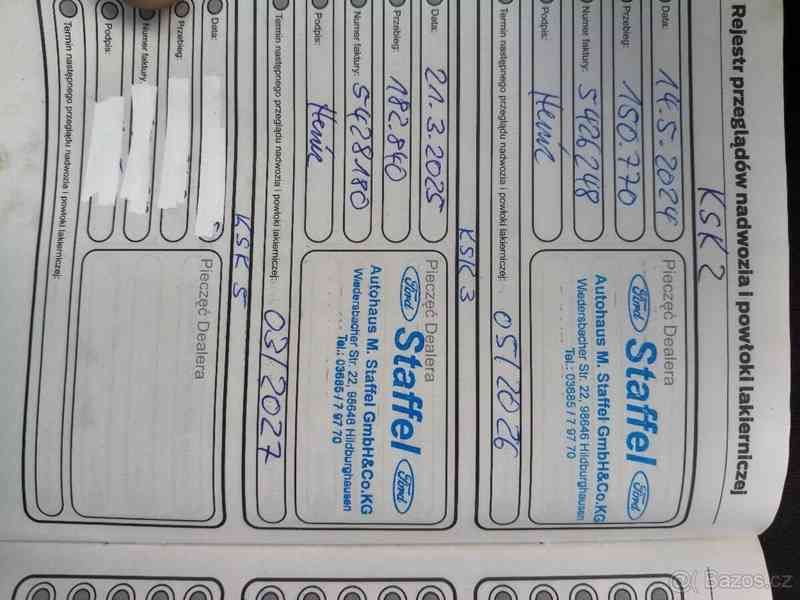 Rejestr przeglądów nadwozia i powłoki lakierniczej
KSK 2
Data:
14.5-2024
Przebieg:
150.770
Numer faktury:
5426248
Podpis:
Termin następnego przeglądu nadwozia i powłoki lakierniczej:
05/2026
Pieczęć Dealera
Ford Staffel Ford
Autohaus M. Staffel GmbH&Co.KG
Wiedersbacher Str. 22, 98646 Hildburghausen
Tel.: 03685 / 7 97 70
KSK 3
Data:
21.3.2025
Przebieg:
182.840
Numer faktury:
5428180
Podpis:
Termin następnego przeglądu nadwozia i powłoki lakierniczej:
03/2027
Pieczęć Dealera
Ford Staffel Ford
Autohaus M. Staffel GmbH&Co.KG
Wiedersbacher Str. 22, 98646 Hildburghausen
Tel.: 03685 / 7 97 70
KSK 5
Data:
Przebieg:
Numer faktury:
Podpis:
Termin następnego przeglądu nadwozia i powłoki lakierniczej:
Pieczęć Dealera
Bazos.cz